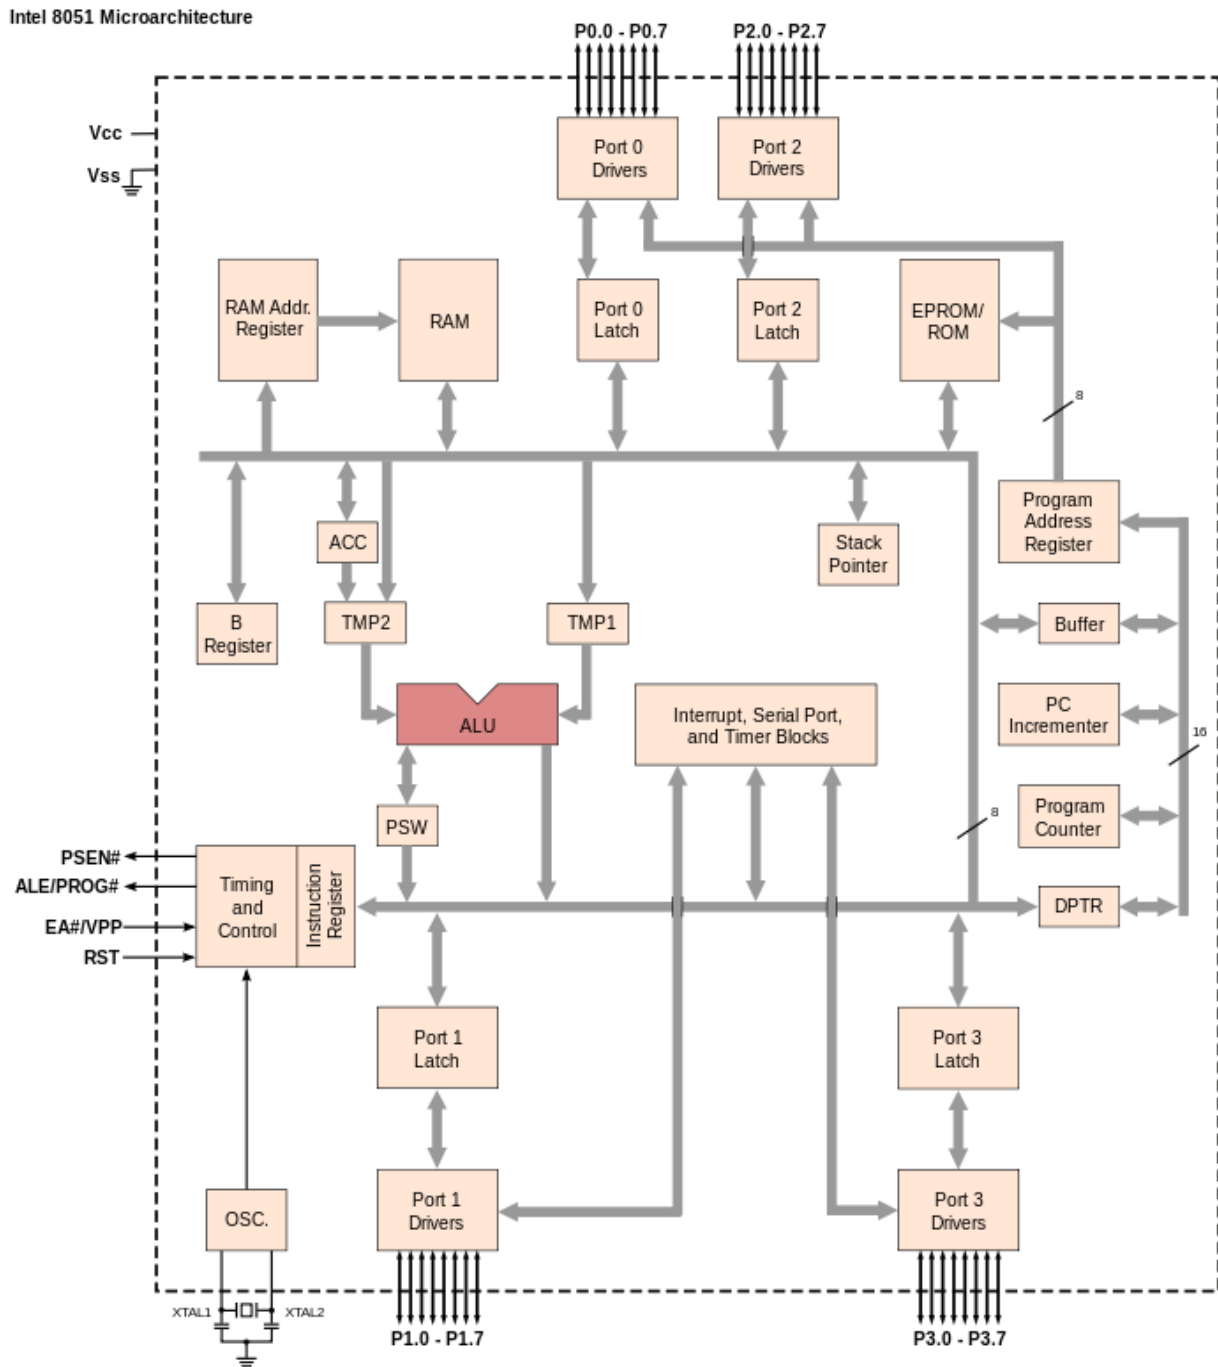 Intel 8051 Microarchitecture
P0.0 - P0.7
P2.0 - P2.7
Vcc
Vss
Port 0
Drivers
Port 2
Drivers
RAM Addr.
Register
RAM
Port 0
Latch
Port 2
Latch
EPROM/
ROM
8
Program
Address
Register
ACC
Stack
Pointer
B
Register
TMP2
TMP1
Buffer
ALU
Interrupt, Serial Port,
and Timer Blocks
PC
Incrementer
16
PSW
8
Program
Counter
PSEN#
ALE/PROG#
EA#/VPP
RST
Timing
and
Control
Instruction
Register
DPTR
Port 1
Latch
Port 3
Latch
OSC.
Port 1
Drivers
Port 3
Drivers
XTAL1
XTAL2
P1.0 - P1.7
P3.0 - P3.7